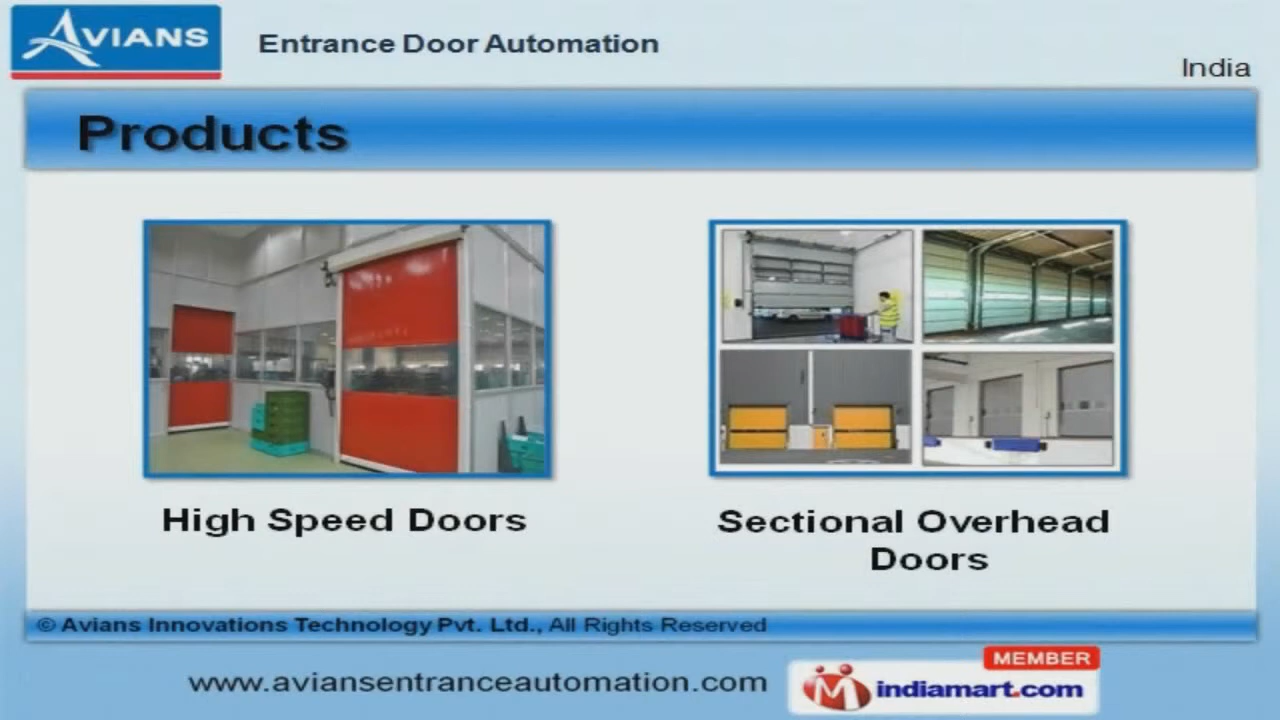 AVIANS
Entrance Door Automation
India
Products
High Speed Doors
Sectional Overhead
Doors
© Avians Innovations Technology Pvt. Ltd., All Rights Reserved
www.aviansentranceautomation.com
MEMBER
indiamart.com